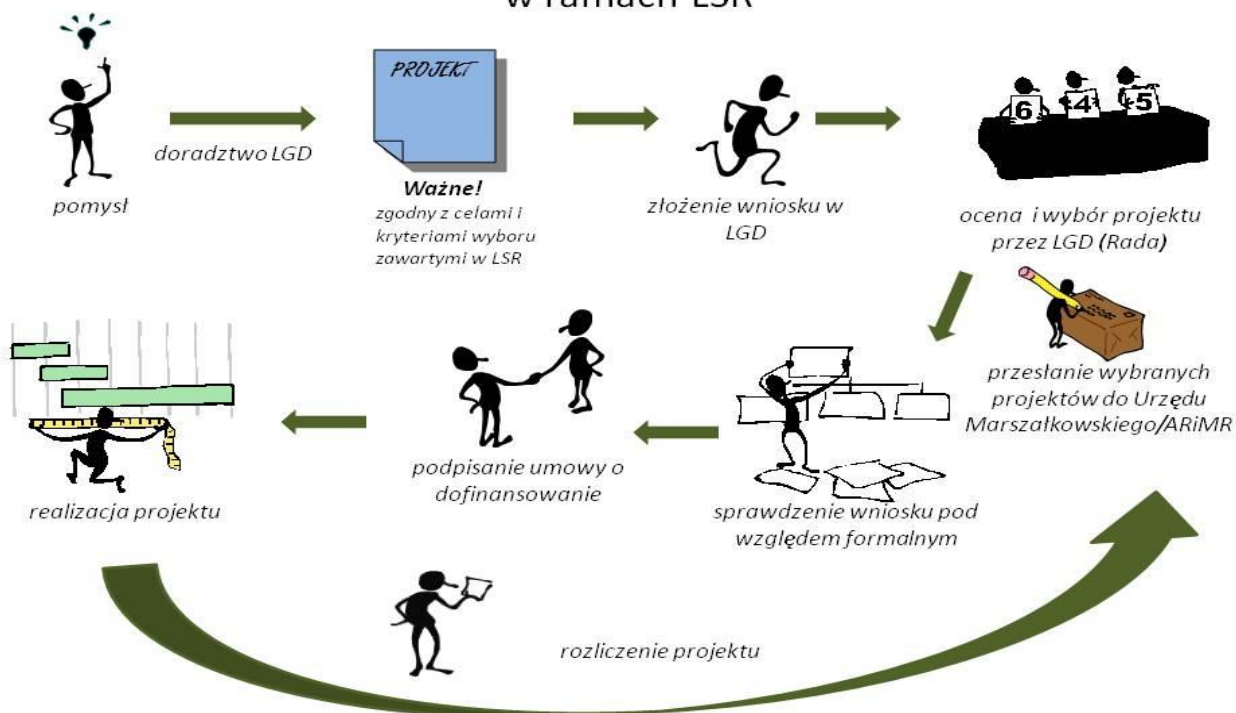 w ramach LSR
pomysł
doradztwo LGD
PROJEKT
Ważne!
zgodny z celami i
kryteriami wyboru
zawartymi w LSR
złożenie wniosku w
LGD
6 4 5
ocena i wybór projektu
przez LGD (Rada)
przesłanie wybranych
projektów do Urzędu
Marszałkowskiego/ARiMR
sprawdzenie wniosku pod
względem formalnym
podpisanie umowy o
dofinansowanie
realizacja projektu
rozliczenie projektu